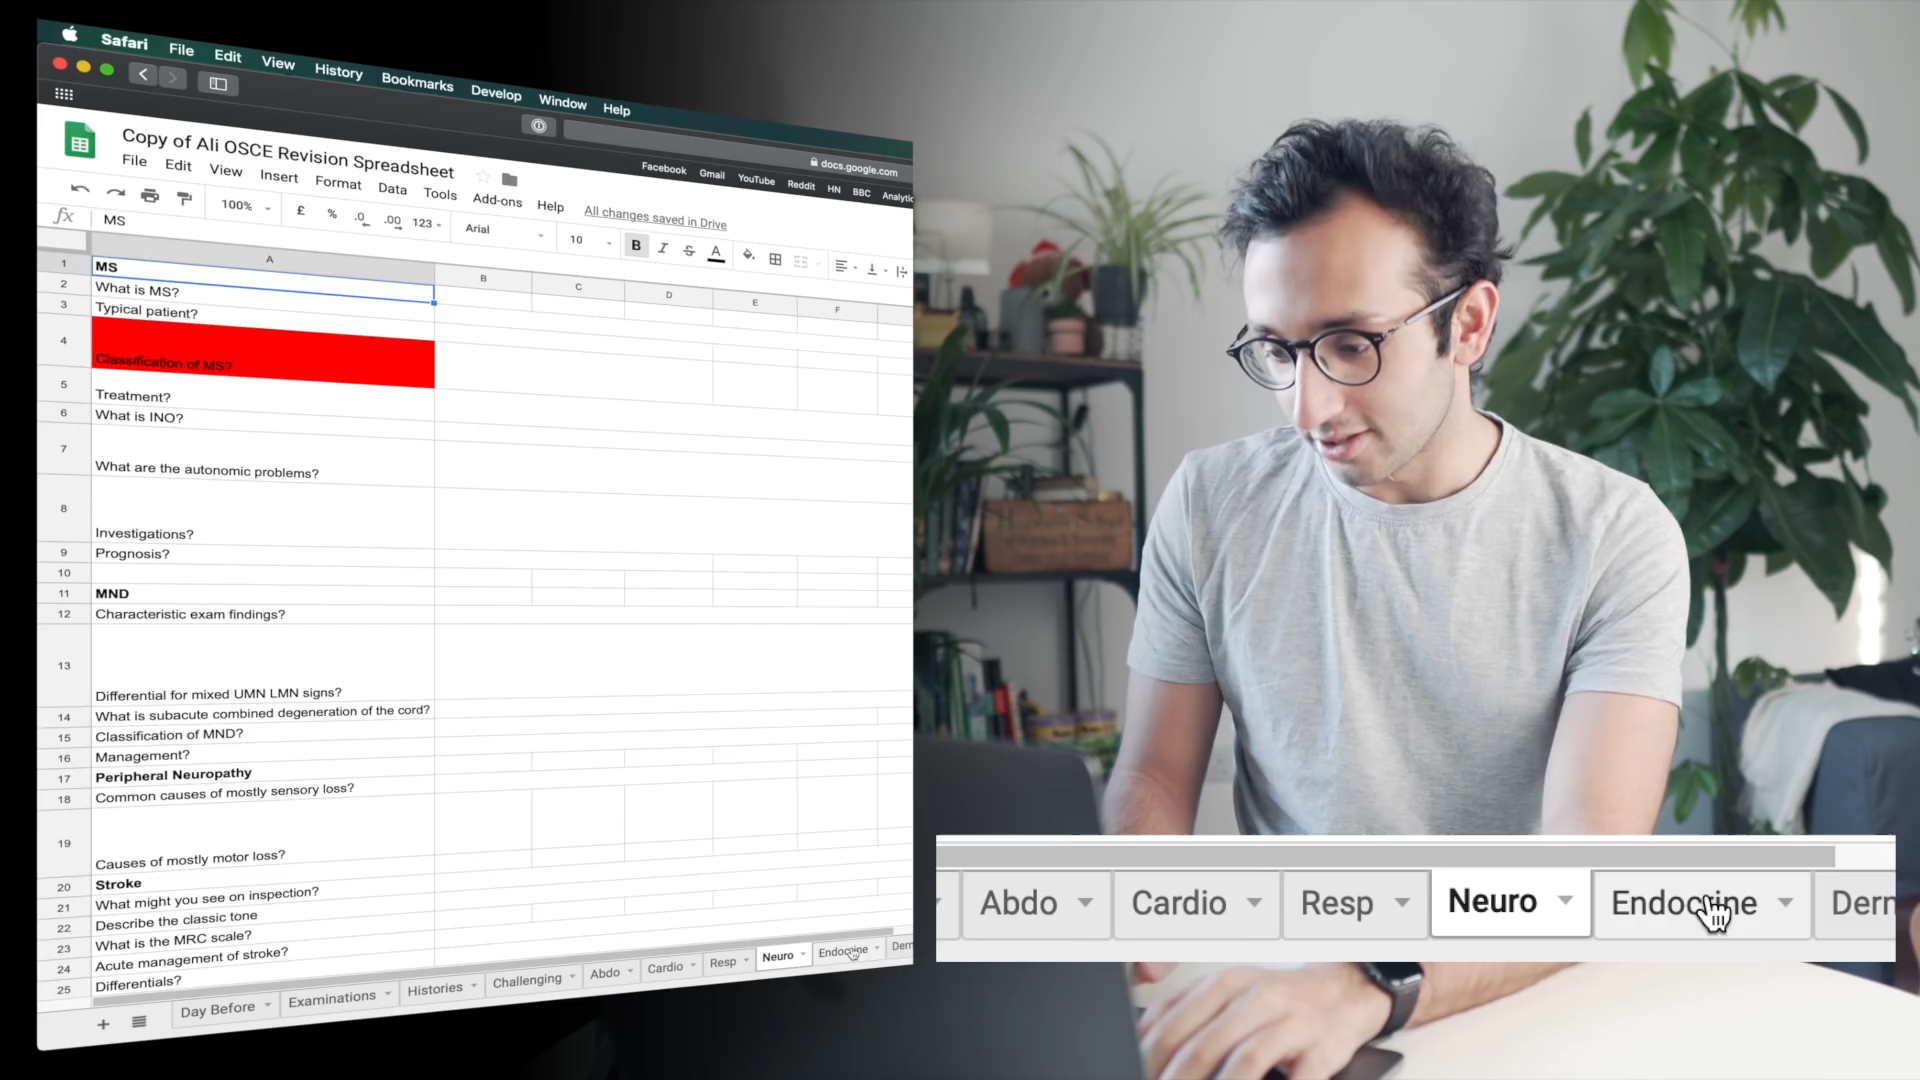 Safari File Edit View History Bookmarks Develop Window Help
docs.google.com
Facebook Gmail YouTube Reddit HN BBC
Copy of Ali OSCE Revision Spreadsheet
File Edit View Insert Format Data Tools Add-ons Help All changes saved in Drive
100% £ % .0 .00 123 Arial 10 B I S A
fx MS
A B C D E F
1 MS
2 What is MS?
3 Typical patient?
4 Classification of MS?
5 Treatment?
6 What is INO?
7 What are the autonomic problems?
8 Investigations?
9 Prognosis?
10
11 MND
12 Characteristic exam findings?
13 Differential for mixed UMN LMN signs?
14 What is subacute combined degeneration of the cord?
15 Classification of MND?
16 Management?
17 Peripheral Neuropathy
18 Common causes of mostly sensory loss?
19 Causes of mostly motor loss?
20 Stroke
21 What might you see on inspection?
22 Describe the classic tone
23 What is the MRC scale?
24 Acute management of stroke?
25 Differentials?
+ Day Before Examinations Histories Challenging Abdo Cardio Resp Neuro Endocrine
Abdo Cardio Resp Neuro Endocrine